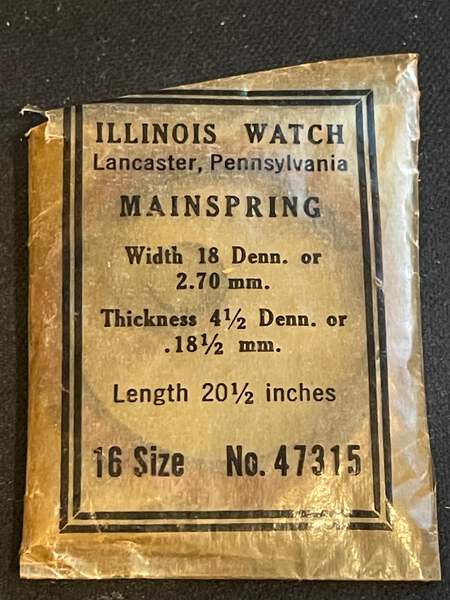 ILLINOIS WATCH
Lancaster, Pennsylvania
MAINSPRING
Width 18 Denn. or
2.70 mm.
Thickness 4½ Denn. or
.18½ mm.
Length 20½ inches
16 Size No. 47315